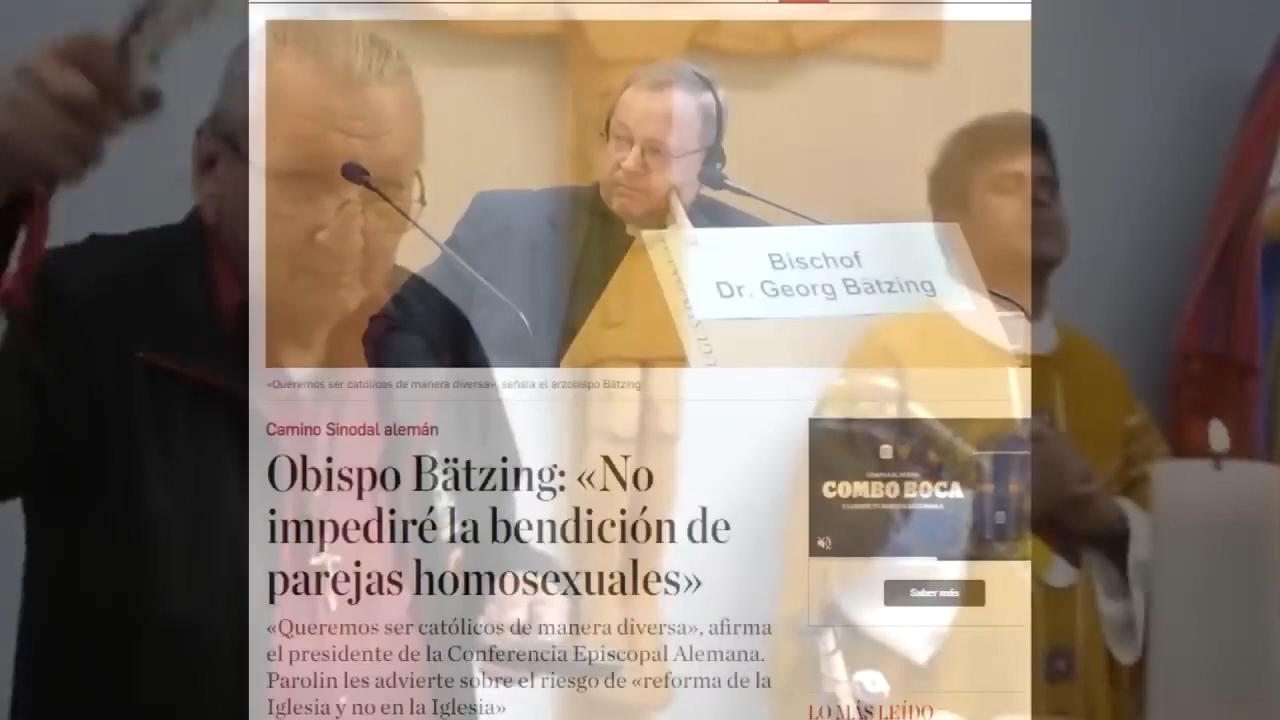 Bischof
Dr. Georg Bätzing
«Queremos ser católicos de manera diversa», señala el arzobispo Bätzing
Camino Sinodal alemán
Obispo Bätzing: «No
impediré la bendición de
parejas homosexuales»
«Queremos ser católicos de manera diversa», afirma
el presidente de la Conferencia Episcopal Alemana.
Parolin les advierte sobre el riesgo de «reforma de la
Iglesia y no en la Iglesia»
COMBO BOCA
Saber más
LO MÁS LEÍDO